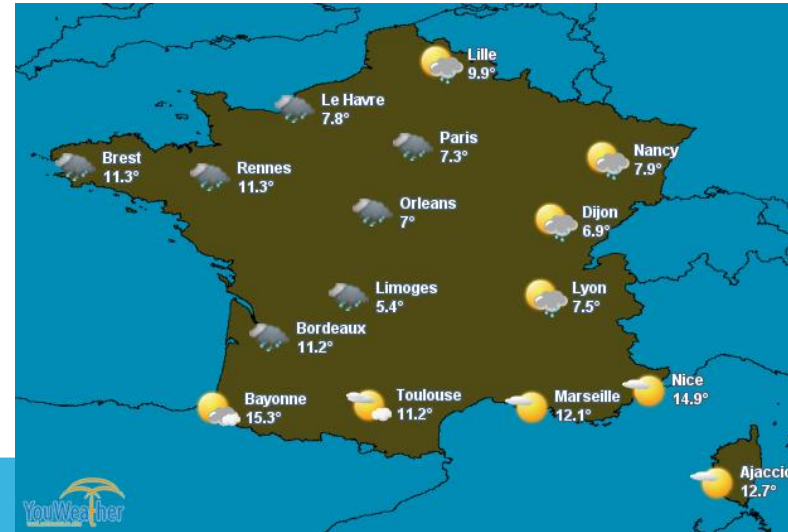 Lille
9.9°
Le Havre
7.8°
Paris
7.3°
Nancy
7.9°
Brest
11.3°
Rennes
11.3°
Orleans
7°
Dijon
6.9°
Limoges
5.4°
Lyon
7.5°
Bordeaux
11.2°
Bayonne
15.3°
Toulouse
11.2°
Marseille
12.1°
Nice
14.9°
Ajaccio
12.7°
YouWeather